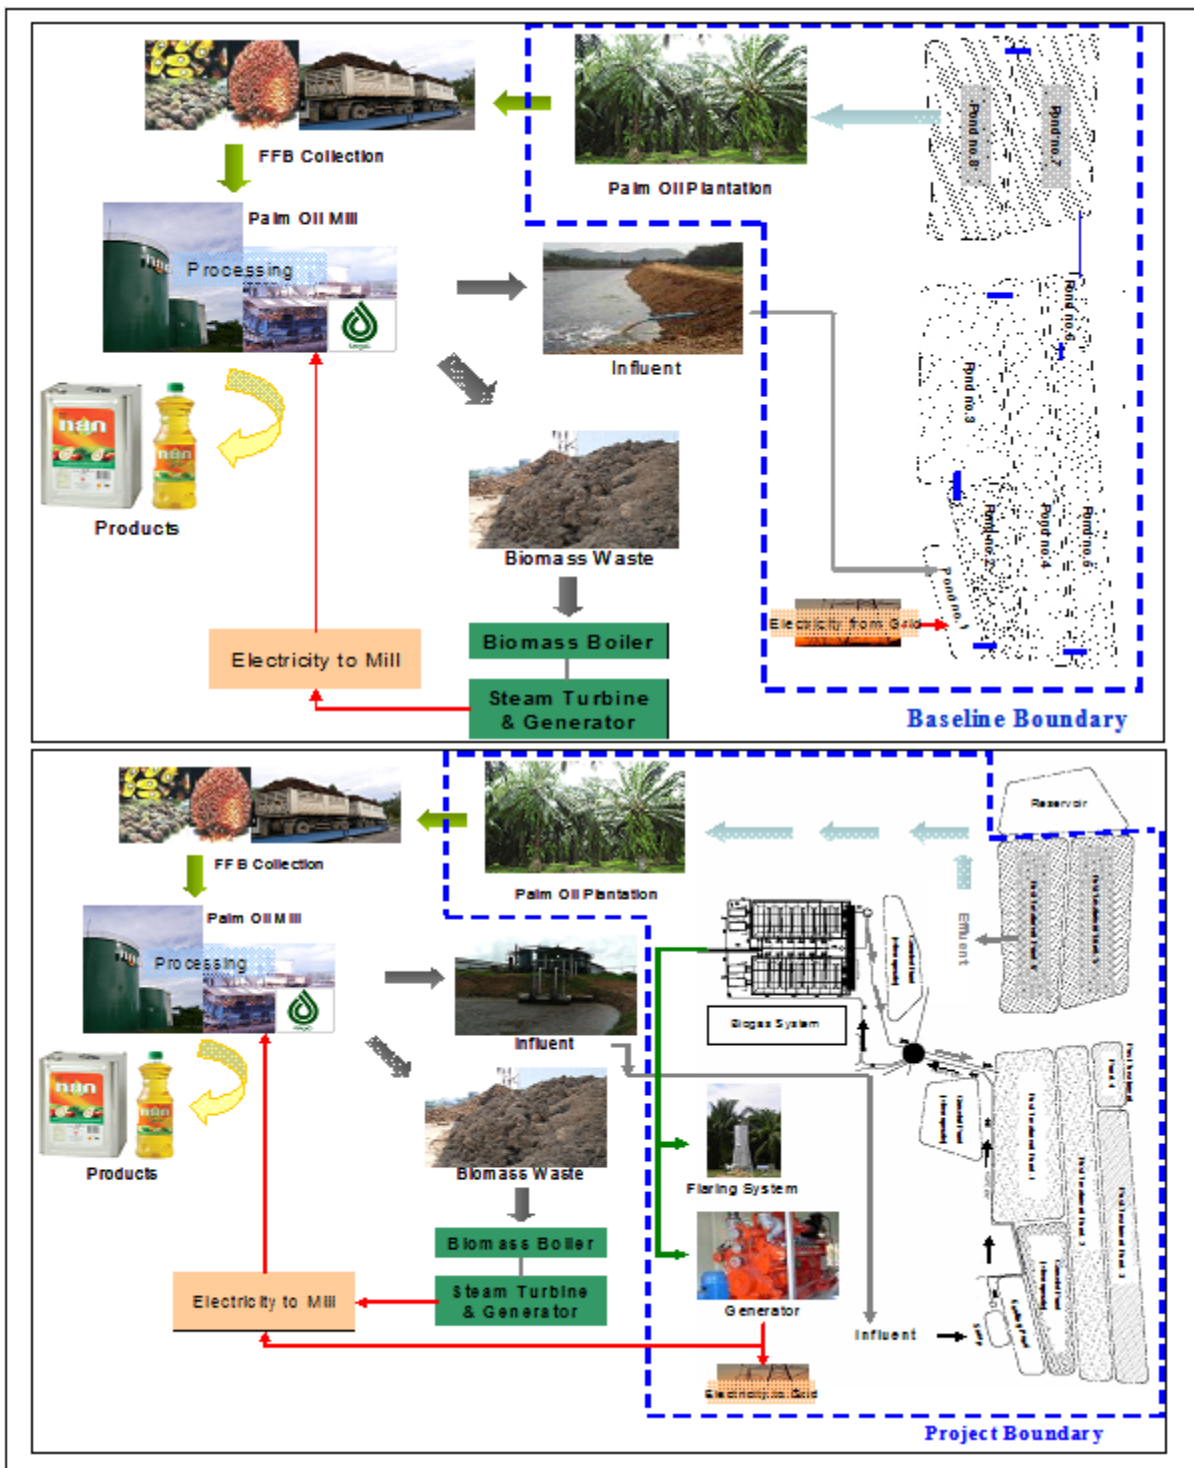 FFB Collection
Palm Oil Plantation
Pond no.8
Pond no.7
Palm Oil Mill
Processing
Influent
Pond no.6
Pond no.3
Products
Biomass Waste
Pond no.2
Pond no.4
Pond no.5
Pond no.1
Electricity from Grid
Biomass Boiler
Electricity to Mill
Steam Turbine
& Generator
Baseline Boundary
Reservoir
FFB Collection
Palm Oil Plantation
Palm Oil Mill
Effluent
Processing
Biogas System
Influent
Products
Biomass Waste
Flaring System
Biomass Boiler
Steam Turbine
& Generator
Electricity to Mill
Generator
Influent
Electricity to Grid
Project Boundary